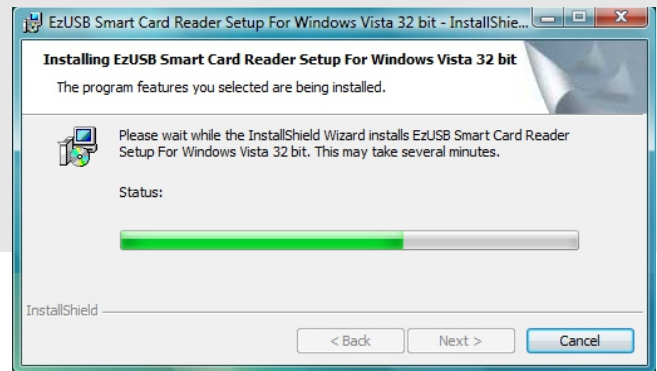 EzUSB Smart Card Reader Setup For Windows Vista 32 bit - InstallShie...
Installing EzUSB Smart Card Reader Setup For Windows Vista 32 bit
The program features you selected are being installed.
Please wait while the InstallShield Wizard installs EzUSB Smart Card Reader
Setup For Windows Vista 32 bit. This may take several minutes.
Status:
InstallShield
< Back
Next >
Cancel